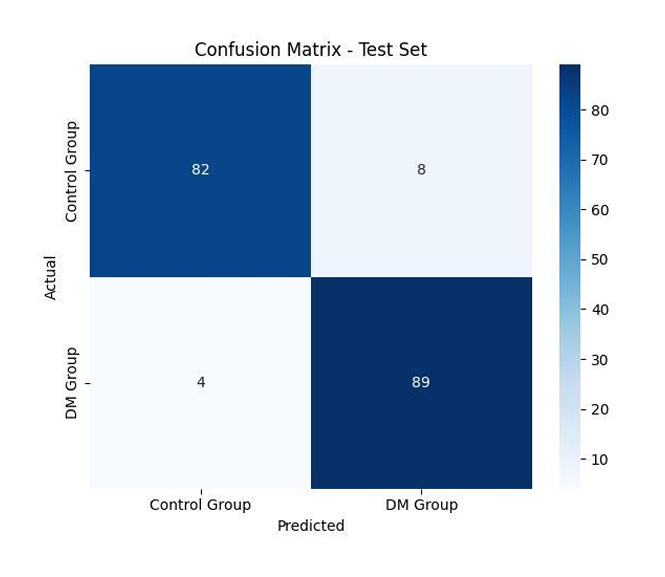 Confusion Matrix - Test Set
Actual
Control Group
DM Group
82
8
4
89
Control Group
DM Group
Predicted
80
70
60
50
40
30
20
10